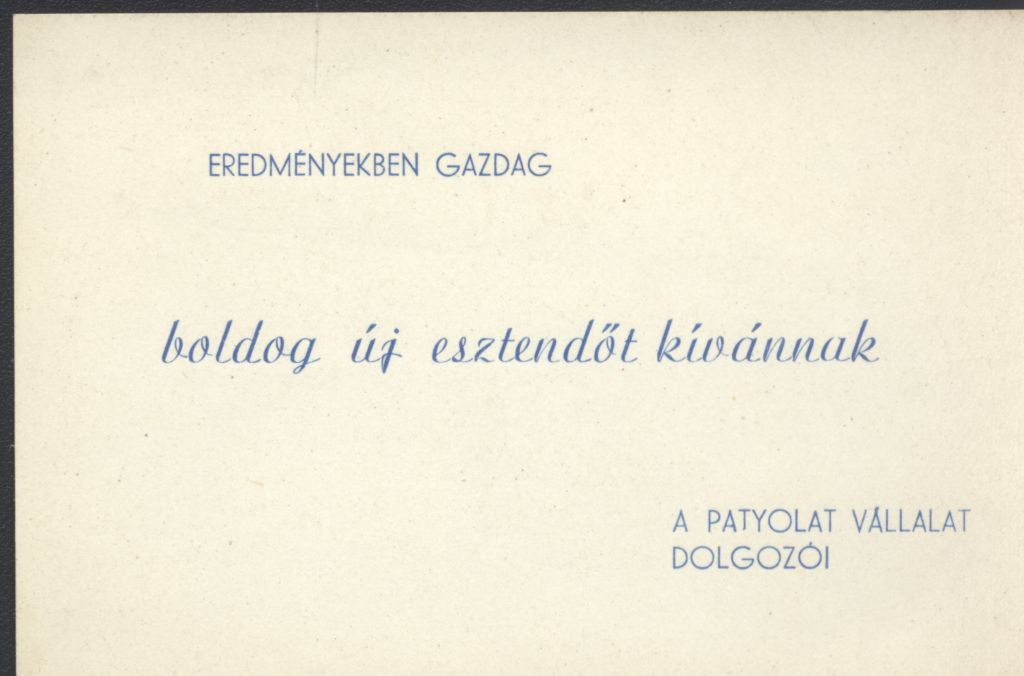 EREDMÉNYEKBEN GAZDAG
boldog új esztendőt kívánnak
A PATYOLAT VÁLLALAT
DOLGOZÓI